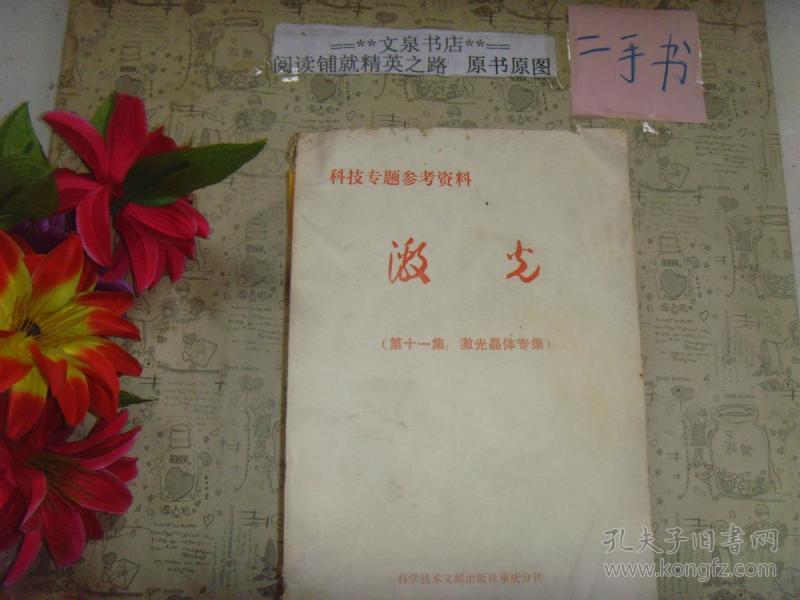 ==**文泉书店**==
阅读铺就精英之路 原书原图
二手书
科技专题参考资料
激光
(第十一集：激光晶体专集)
科学技术文献出版社重庆分社
孔夫子旧书网
www.kongfz.com